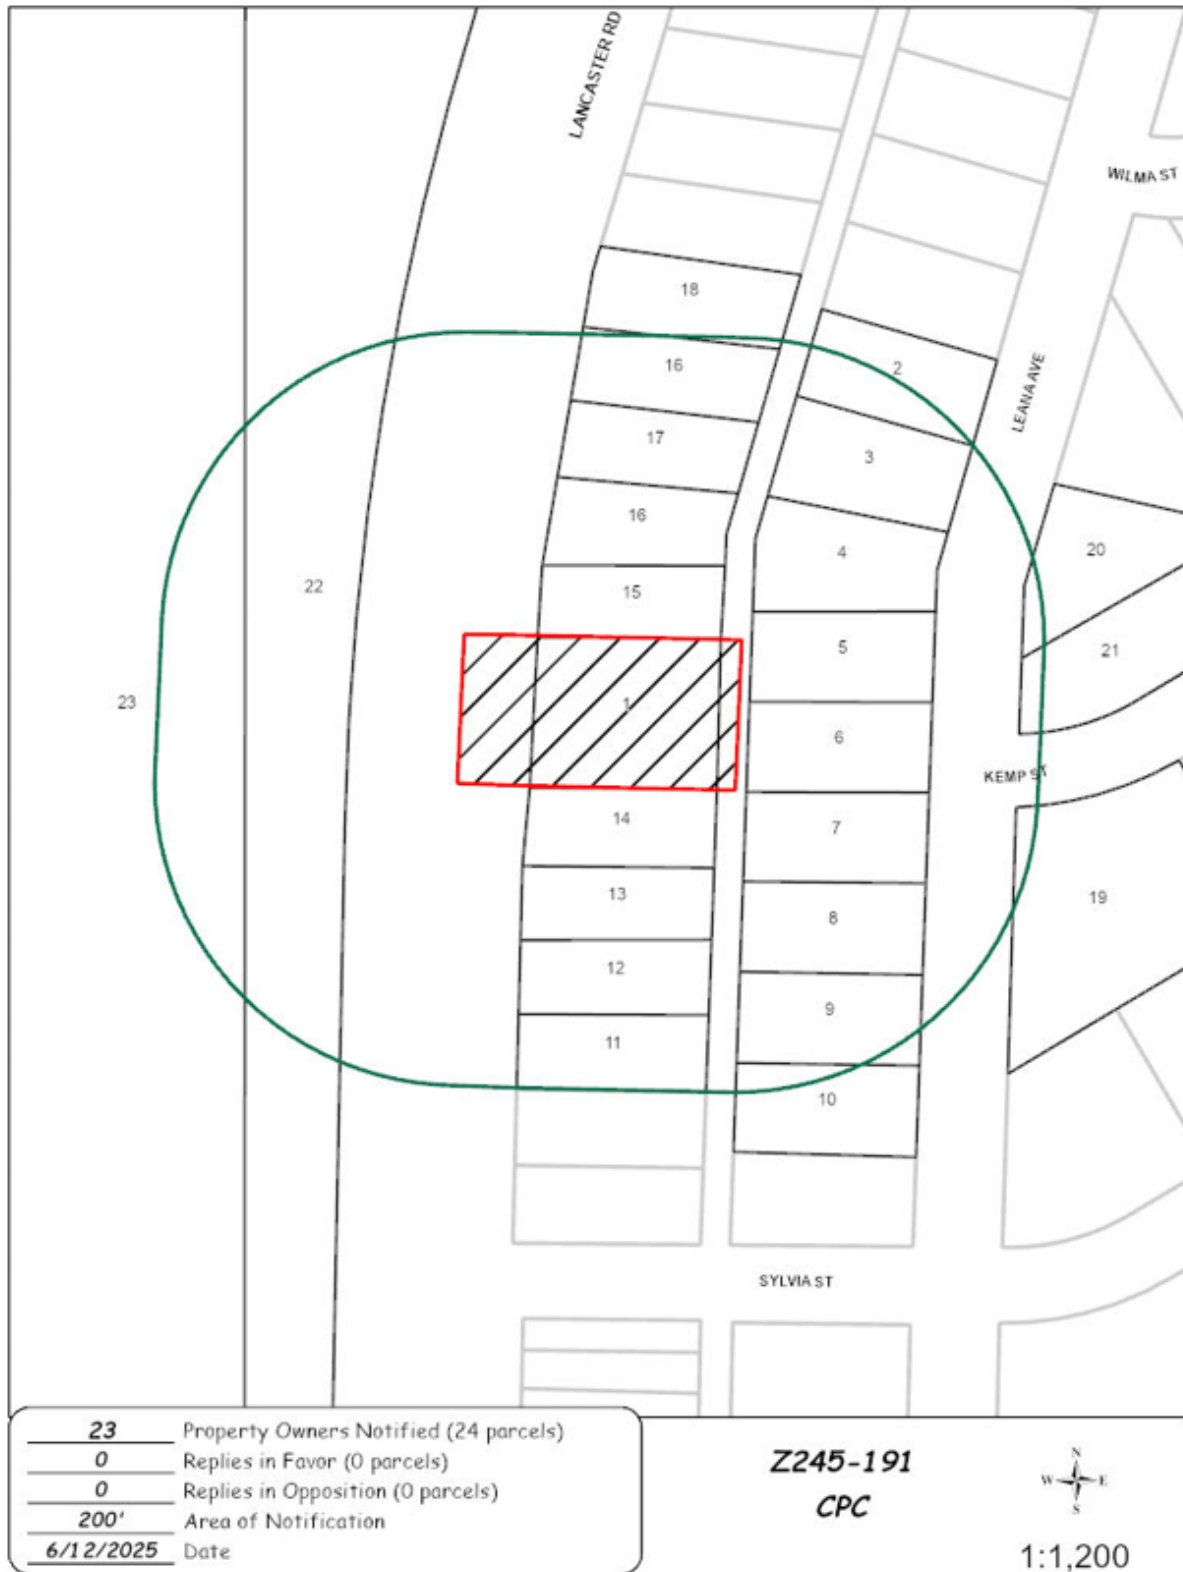 LANCASTER RD
WILMA ST
18
16
2
LEANA AVE
17
3
16
4
20
22
15
5
21
23
1
6
KEMP ST
14
7
13
8
19
12
9
11
10
SYLVIA ST
23 Property Owners Notified (24 parcels)
0 Replies in Favor (0 parcels)
0 Replies in Opposition (0 parcels)
200' Area of Notification
6/12/2025 Date
Z245-191
CPC
N
W E
S
1:1,200